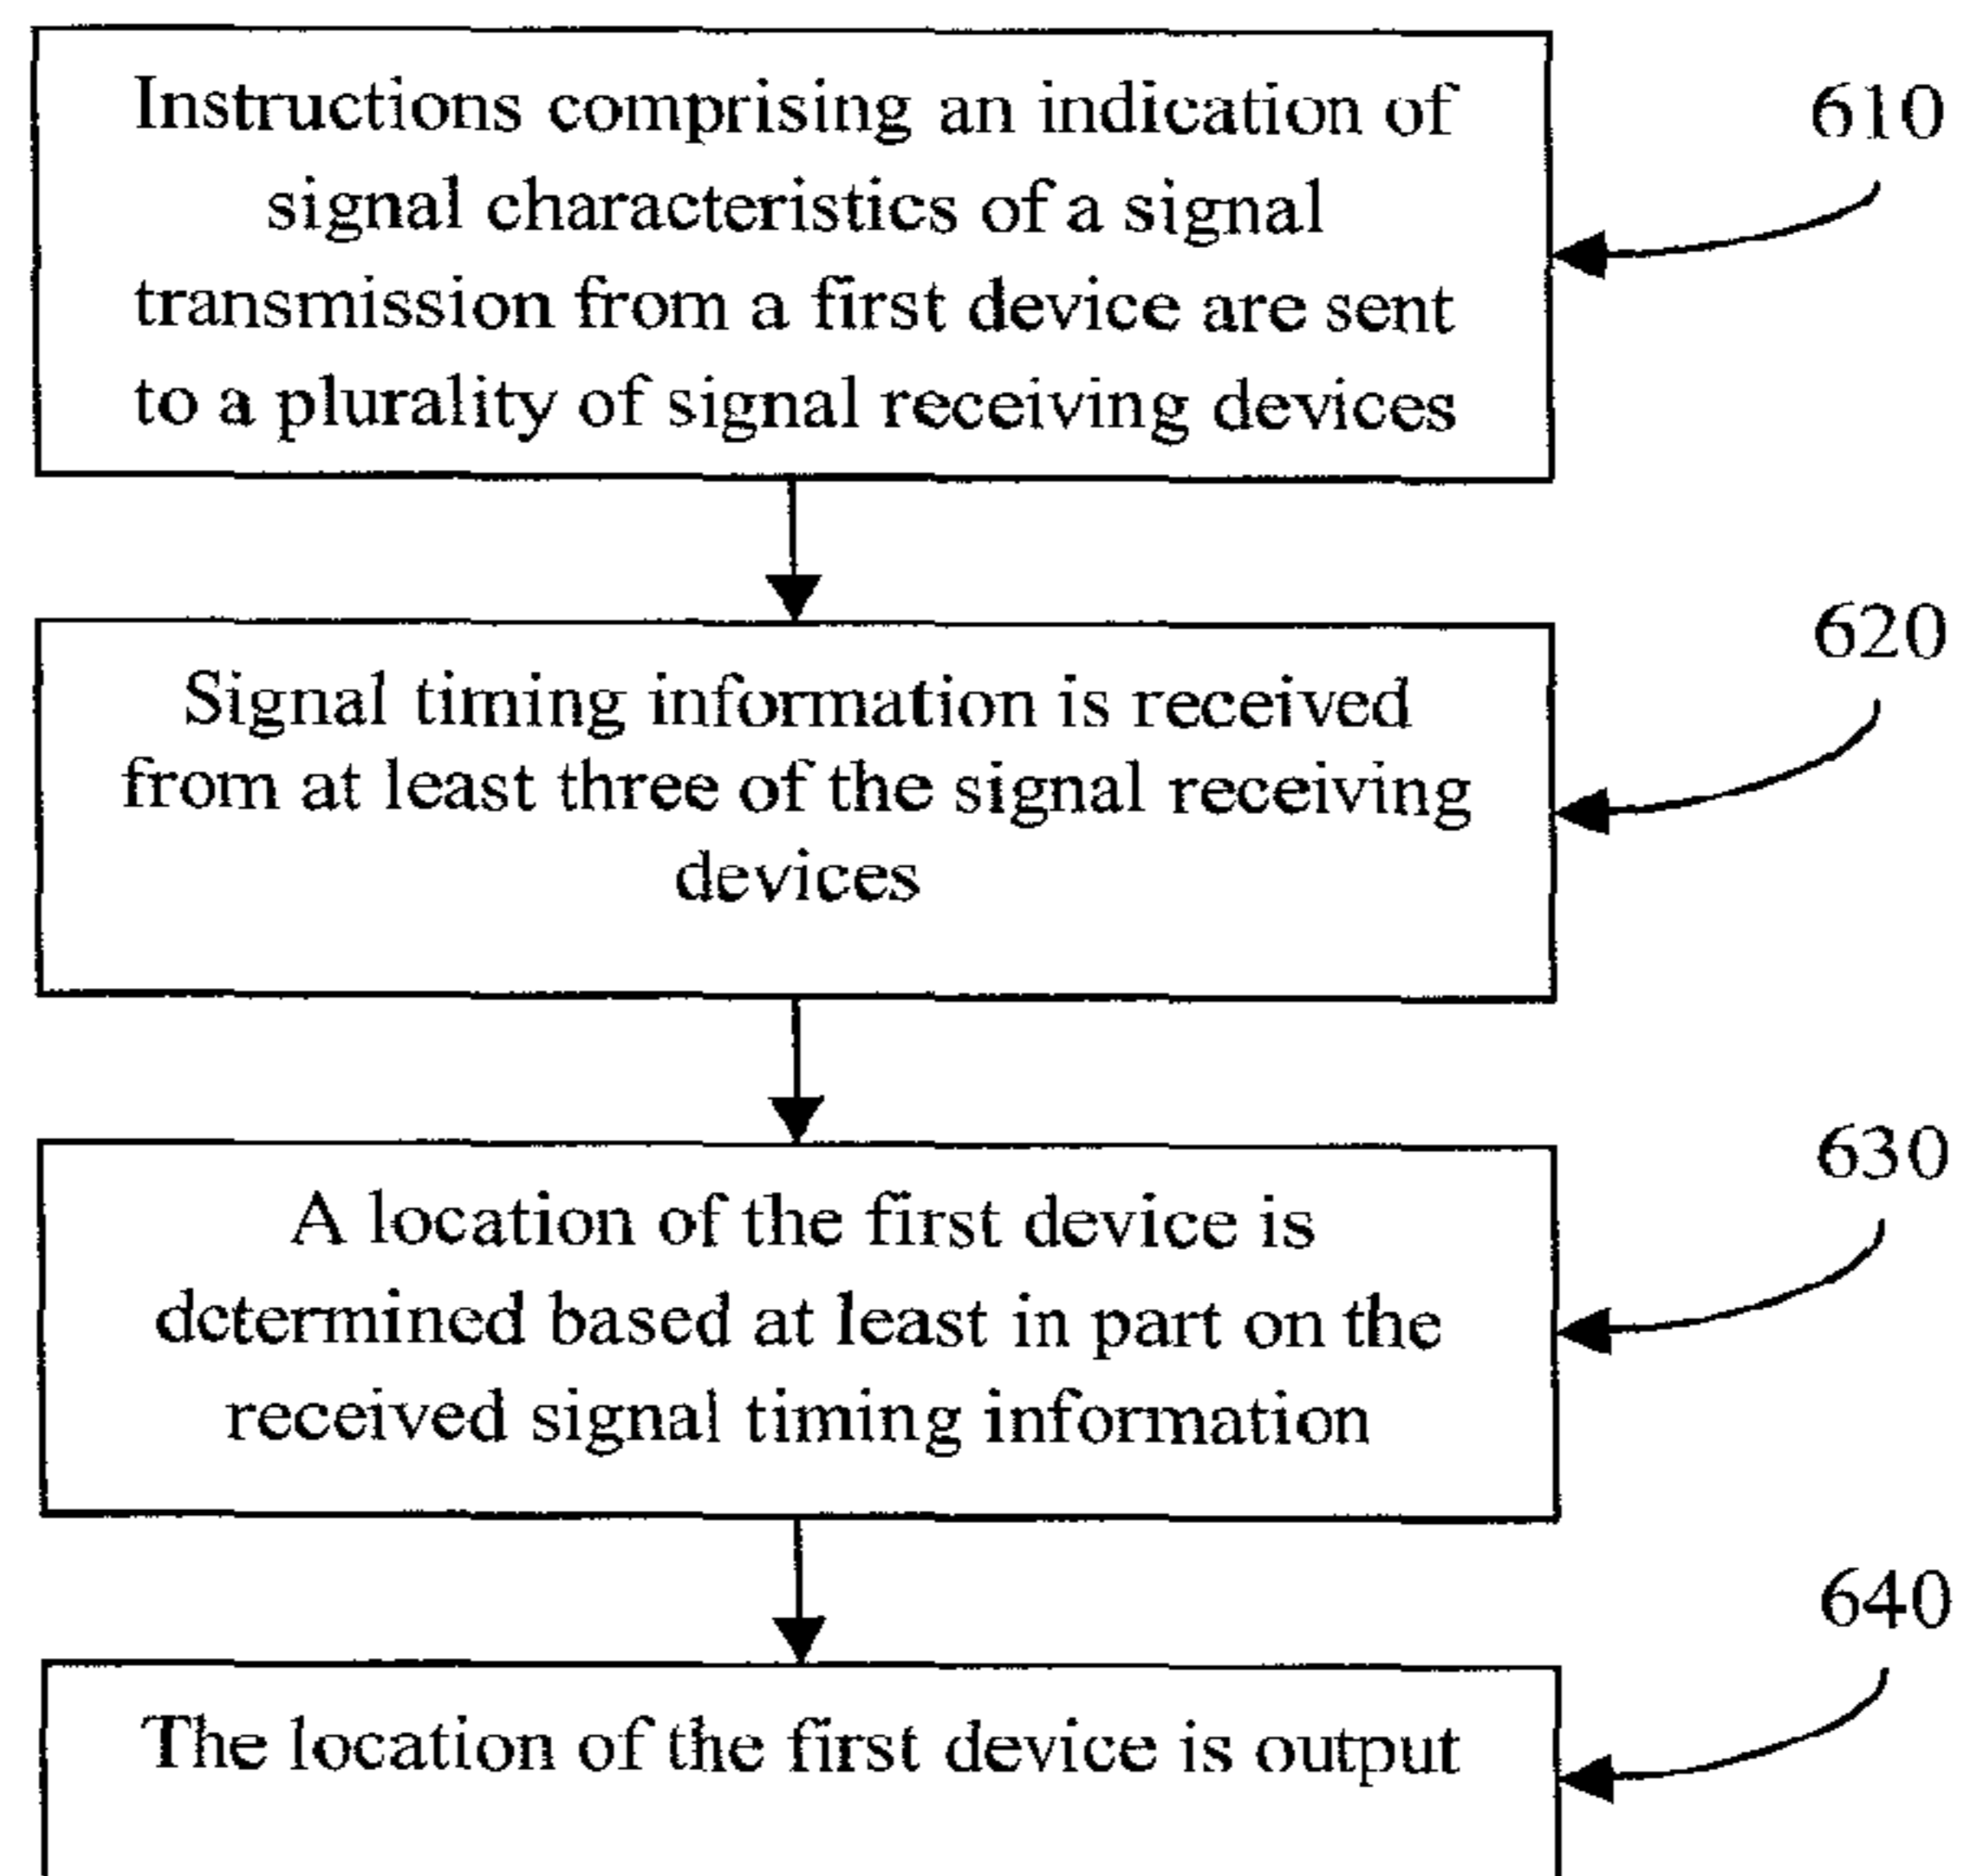 Instructions comprising an indication of
signal characteristics of a signal
transmission from a first device are sent
to a plurality of signal receiving devices
610
Signal timing information is received
from at least three of the signal receiving
devices
620
A location of the first device is
determined based at least in part on the
received signal timing information
630
The location of the first device is output
640